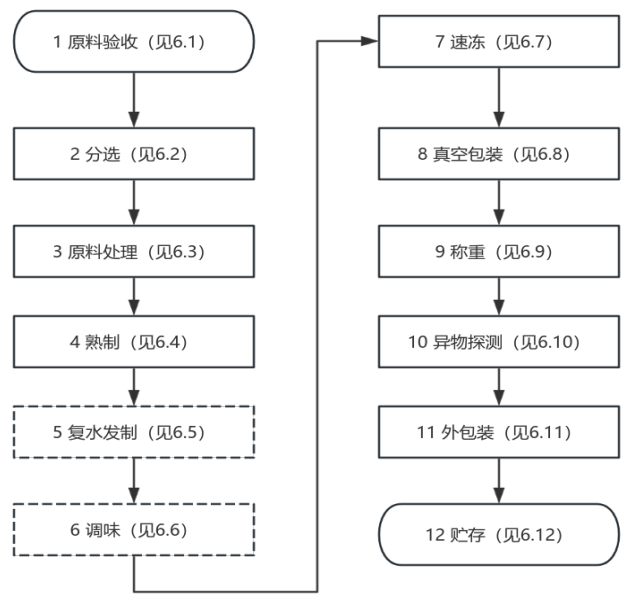 1 原料验收（见6.1）
2 分选（见6.2）
3 原料处理（见6.3）
4 熟制（见6.4）
5 复水发制（见6.5）
6 调味（见6.6）
7 速冻（见6.7）
8 真空包装（见6.8）
9 称重（见6.9）
10 异物探测（见6.10）
11 外包装（见6.11）
12 贮存（见6.12）